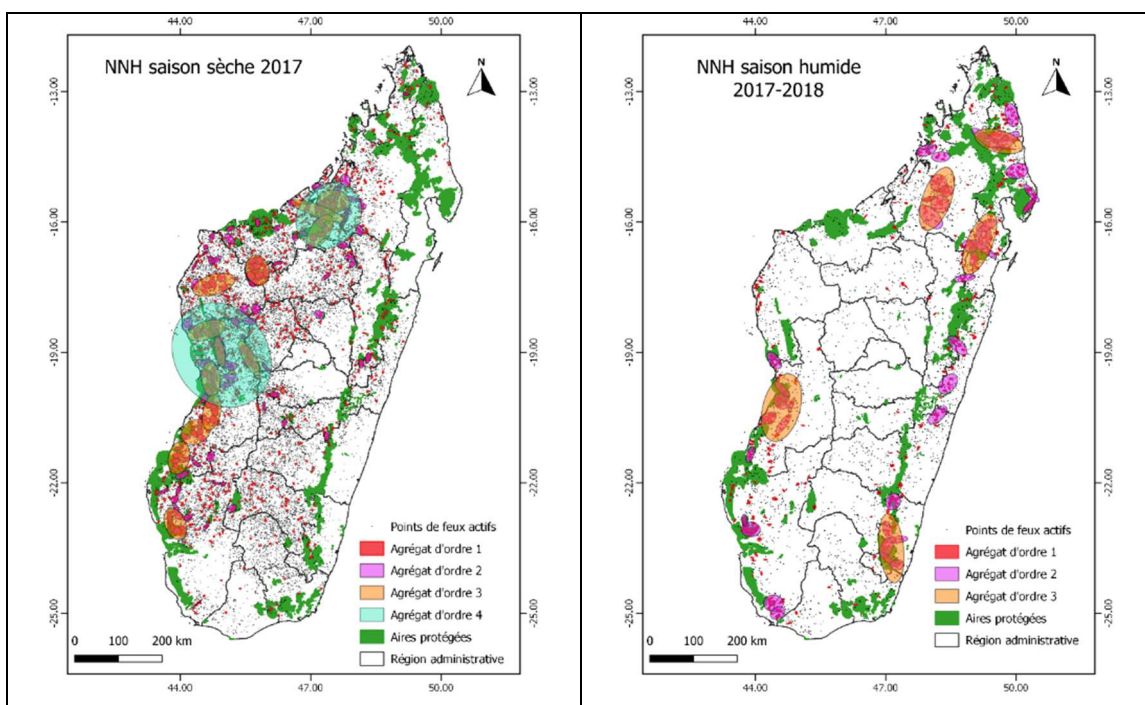 44.00 47.00 50.00
NNH saison sèche 2017
N
-13.00 -13.00
-16.00 -16.00
-19.00 -19.00
-22.00 -22.00
-25.00 -25.00
Points de feux actifs
Agrégat d'ordre 1
Agrégat d'ordre 2
Agrégat d'ordre 3
Agrégat d'ordre 4
Aires protégées
Région administrative
0 100 200 km
44.00 47.00 50.00
44.00 47.00 50.00
NNH saison humide
2017-2018
N
-13.00 -13.00
-16.00 -16.00
-19.00 -19.00
-22.00 -22.00
-25.00 -25.00
Points de feux actifs
Agrégat d'ordre 1
Agrégat d'ordre 2
Agrégat d'ordre 3
Aires protégées
Région administrative
0 100 200 km
44.00 47.00 50.00